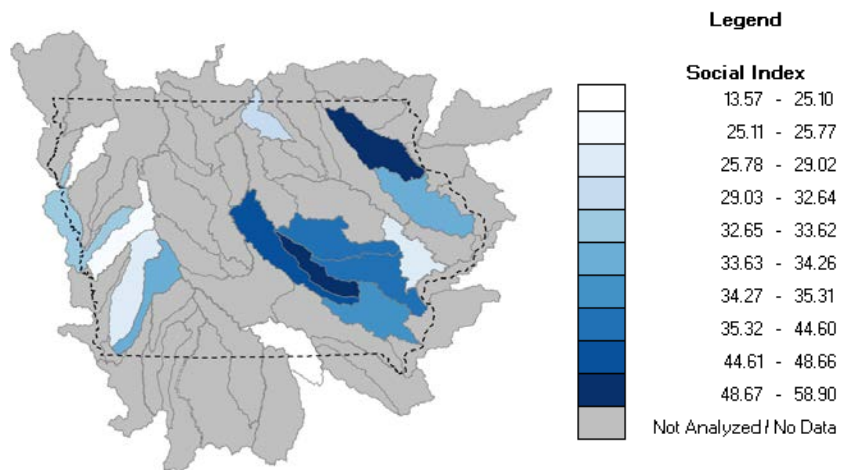 Legend
Social Index
13.57 - 25.10
25.11 - 25.77
25.78 - 29.02
29.03 - 32.64
32.65 - 33.62
33.63 - 34.26
34.27 - 35.31
35.32 - 44.60
44.61 - 48.66
48.67 - 58.90
Not Analyzed / No Data